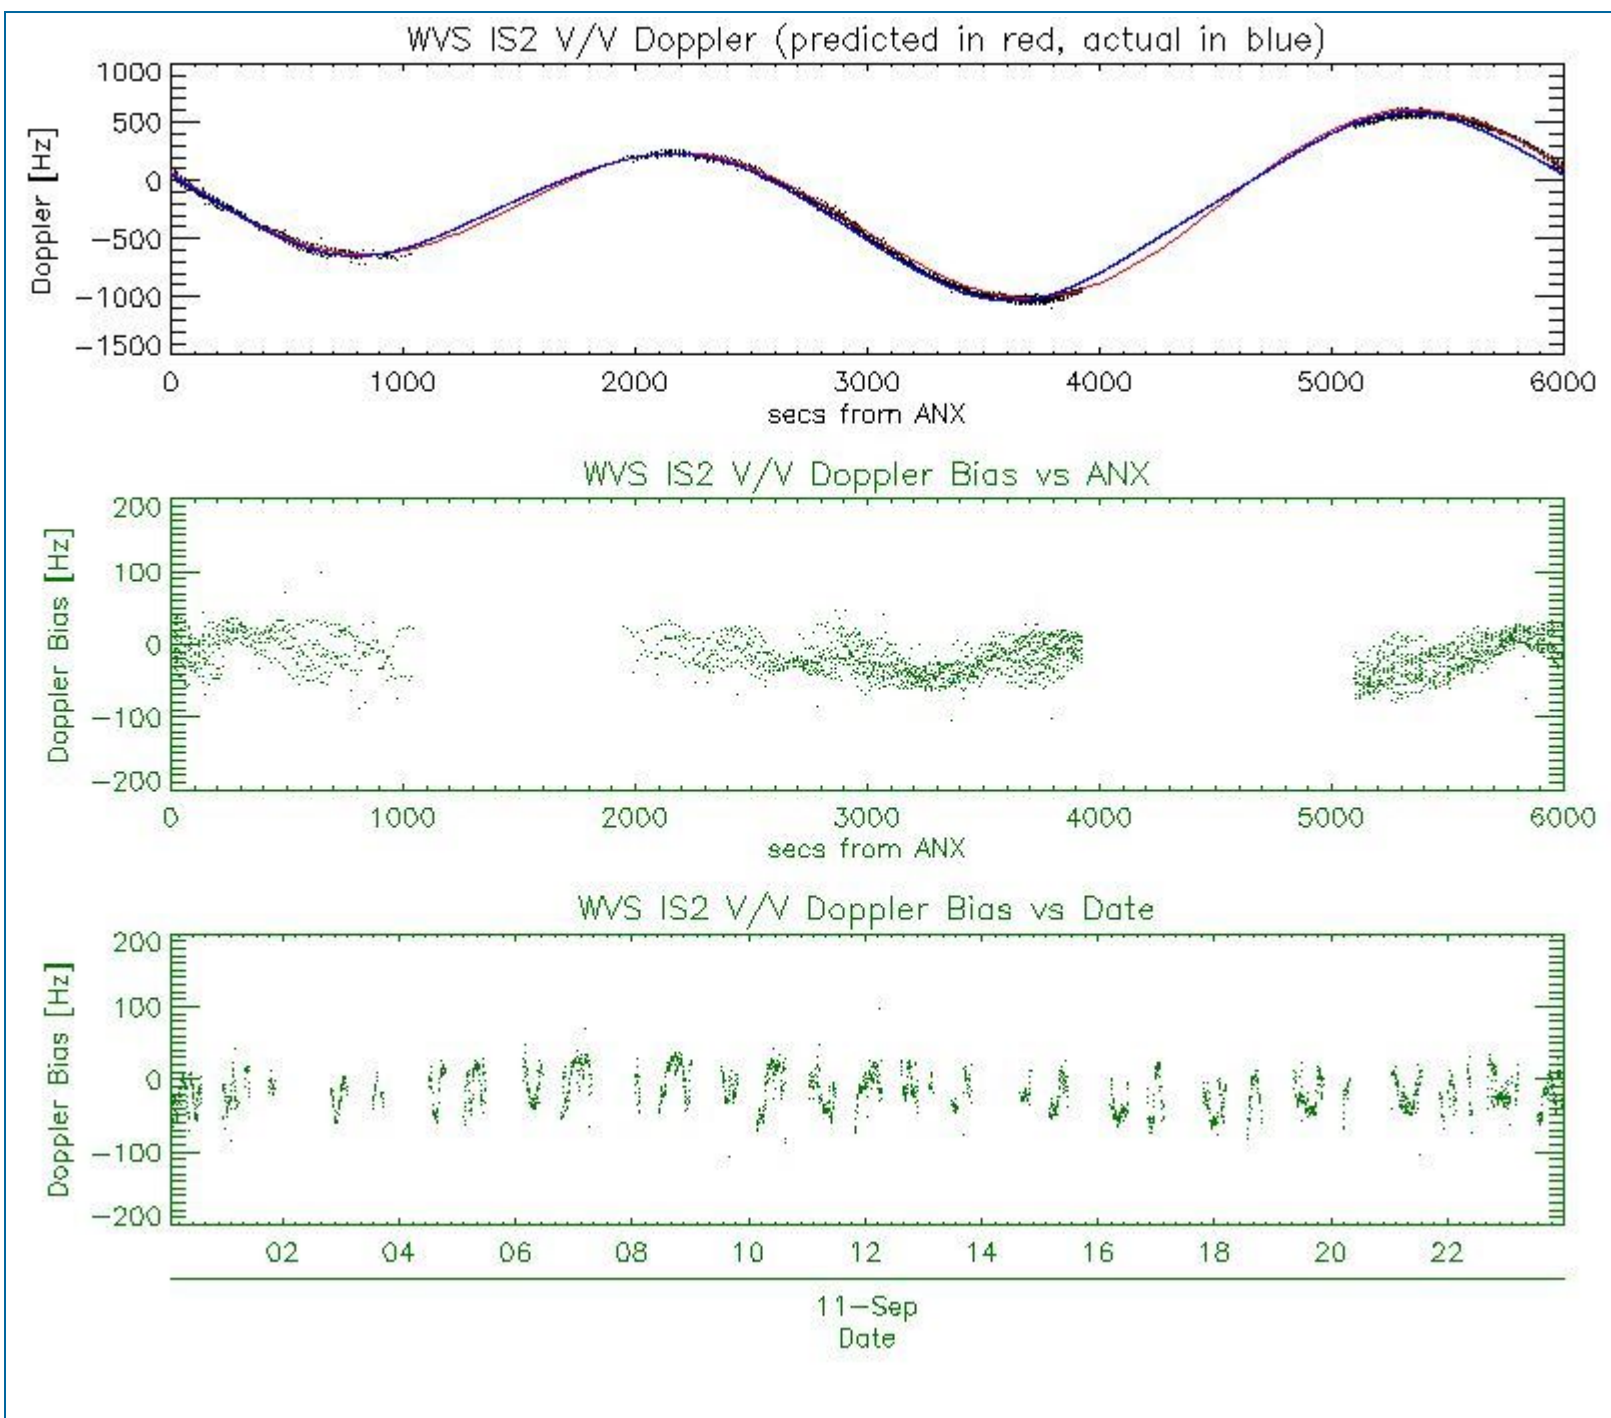 WVS IS2 V/V Doppler (predicted in red, actual in blue)
1000
500
0
−500
−1000
−1500
Doppler [Hz]
0 1000 2000 3000 4000 5000 6000
secs from ANX
WVS IS2 V/V Doppler Bias vs ANX
200
100
0
−100
−200
Doppler Bias [Hz]
0 1000 2000 3000 4000 5000 6000
secs from ANX
WVS IS2 V/V Doppler Bias vs Date
200
100
0
−100
−200
Doppler Bias [Hz]
02 04 06 08 10 12 14 16 18 20 22
11−Sep
Date